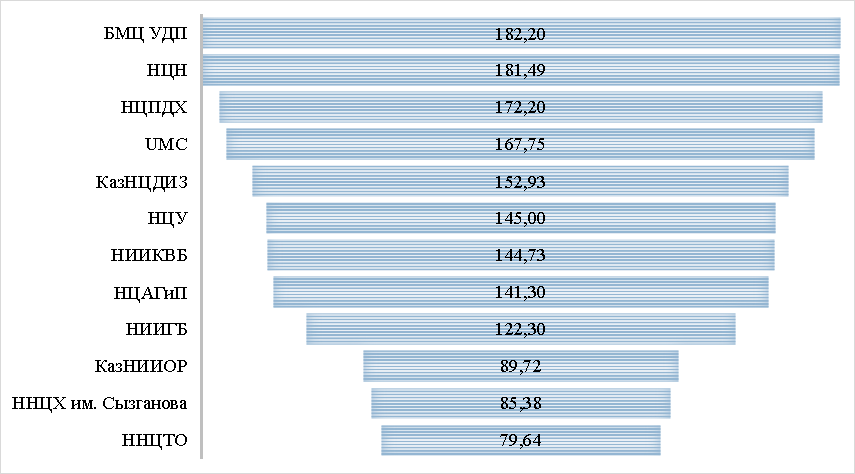 БМЦ УДП 182,20
НЦН 181,49
НЦПДХ 172,20
UMC 167,75
КазНЦДИЗ 152,93
НЦУ 145,00
НИИКВБ 144,73
НЦАГиП 141,30
НИИГБ 122,30
КазНИИОР 89,72
ННЦХ им. Сызганова 85,38
ННЦТО 79,64